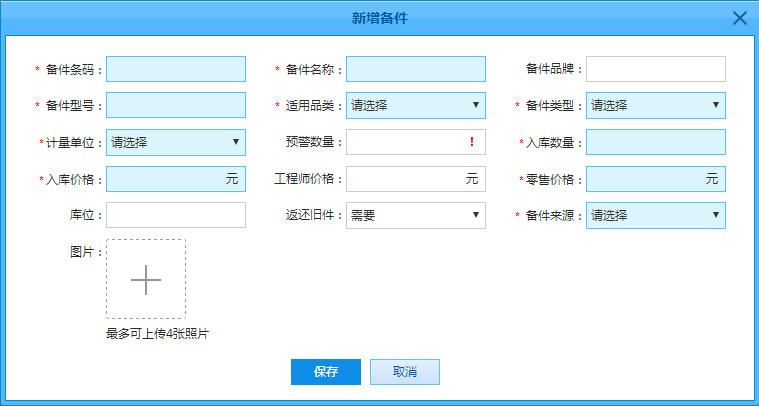 新增备件
* 备件条码： * 备件名称： 备件品牌：
* 备件型号： * 适用品类： 请选择 * 备件类型： 请选择
*计量单位： 请选择 预警数量： ! *入库数量：
*入库价格： 元 工程师价格： 元 *零售价格： 元
库位： 返还旧件： 需要 * 备件来源： 请选择
图片：
最多可上传4张照片
保存 取消